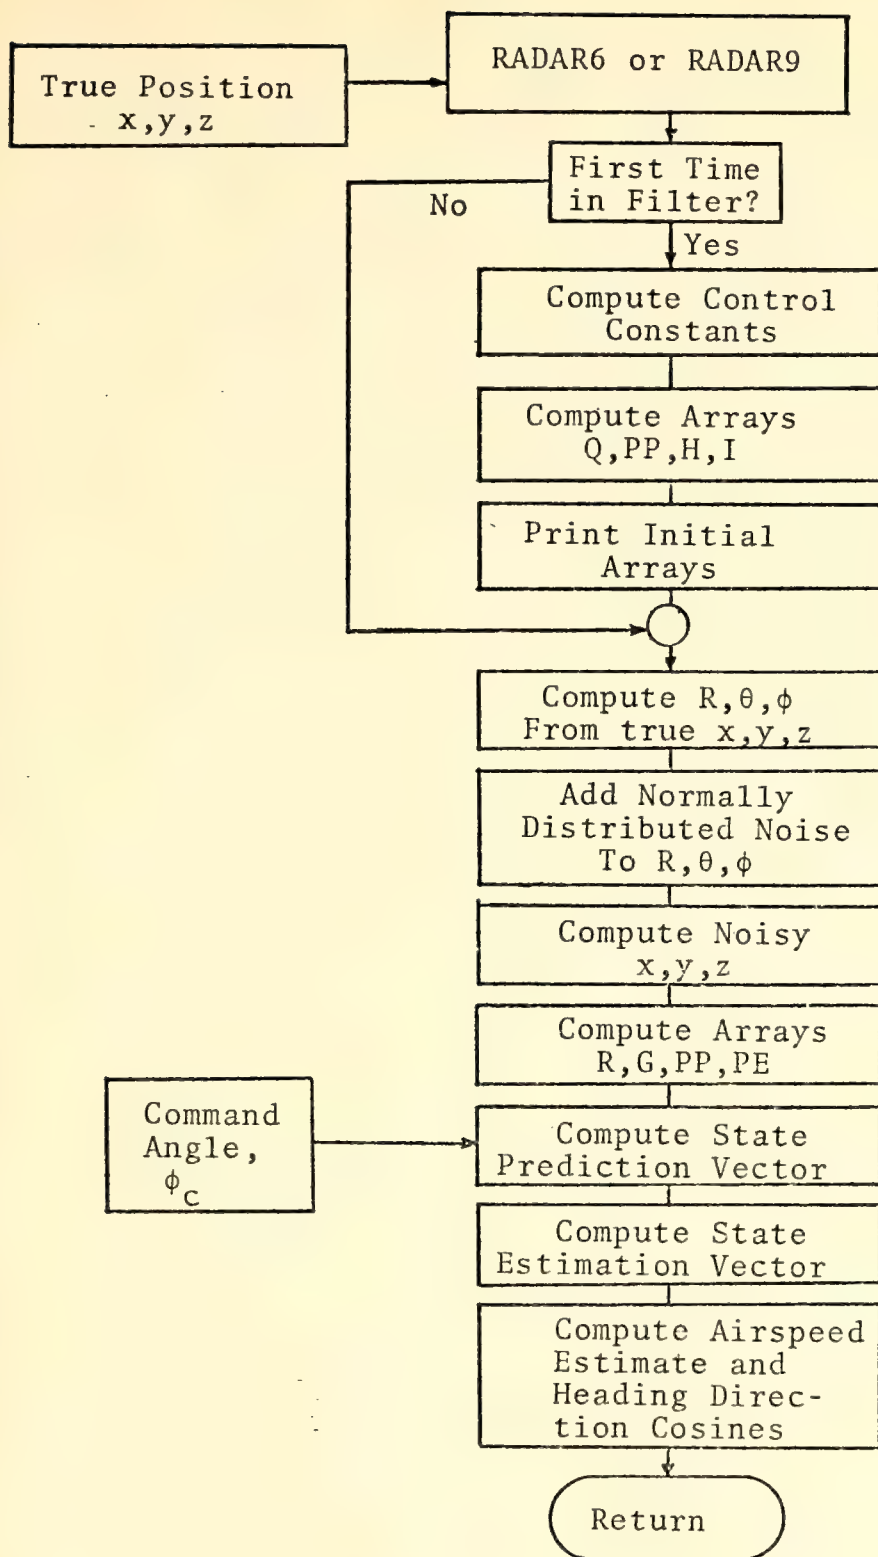 True Position
x,y,z
RADAR6 or RADAR9
First Time
in Filter?
No
Yes
Compute Control
Constants
Compute Arrays
Q,PP,H,I
Print Initial
Arrays
Compute R,θ,ϕ
From true x,y,z
Add Normally
Distributed Noise
To R,θ,ϕ
Compute Noisy
x,y,z
Compute Arrays
R,G,PP,PE
Command
Angle,
ϕc
Compute State
Prediction Vector
Compute State
Estimation Vector
Compute Airspeed
Estimate and
Heading Direc-
tion Cosines
Return